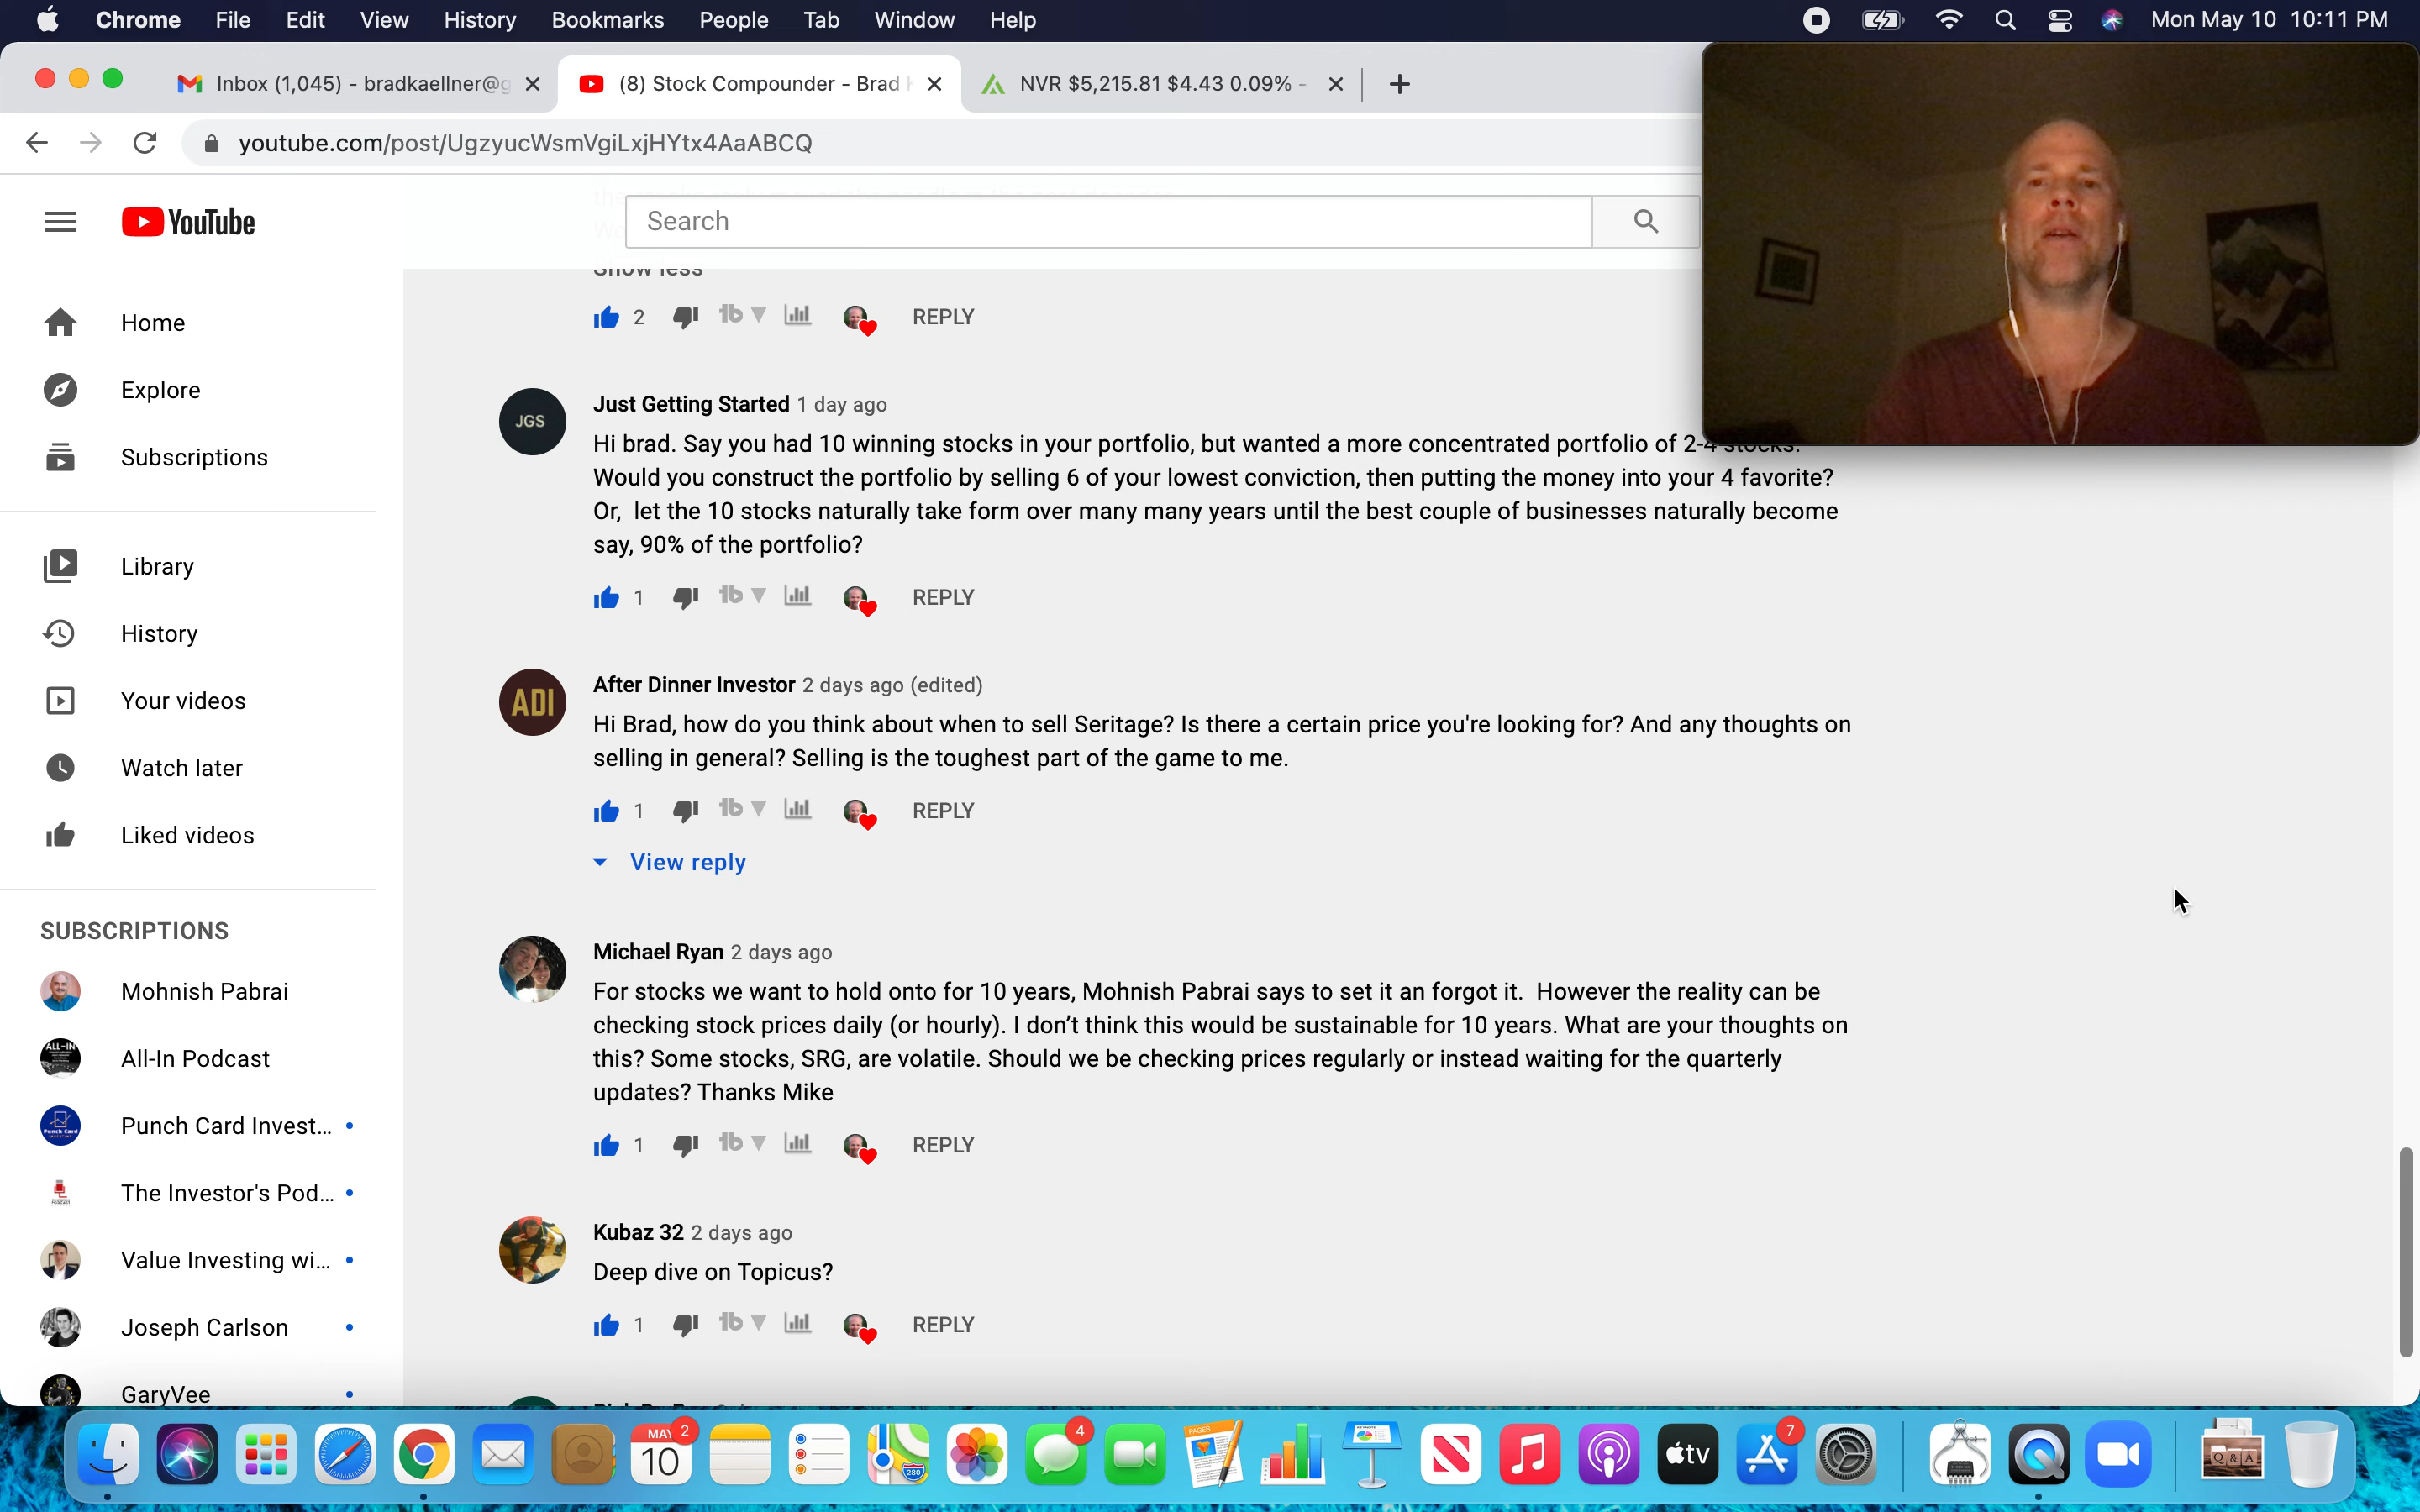 Chrome File Edit View History Bookmarks People Tab Window Help Mon May 10 10:11 PM
Inbox (1,045) - bradkaellner@g (8) Stock Compounder - Brad NVR $5,215.81 $4.43 0.09% -
youtube.com/post/UgzyucWsmVgiLxjHYtx4AaABCQ
YouTube
Search
Show less
2 REPLY
Home
Explore
Subscriptions
Library
History
Your videos
Watch later
Liked videos
SUBSCRIPTIONS
Mohnish Pabrai
ALL-IN
All-In Podcast
Punch Card Invest...
The Investor's Pod...
Value Investing wi...
Joseph Carlson
GaryVee
JGS
Just Getting Started 1 day ago
Hi brad. Say you had 10 winning stocks in your portfolio, but wanted a more concentrated portfolio of 2-4 stocks.
Would you construct the portfolio by selling 6 of your lowest conviction, then putting the money into your 4 favorite?
Or, let the 10 stocks naturally take form over many many years until the best couple of businesses naturally become
say, 90% of the portfolio?
1 REPLY
ADI
After Dinner Investor 2 days ago (edited)
Hi Brad, how do you think about when to sell Seritage? Is there a certain price you're looking for? And any thoughts on
selling in general? Selling is the toughest part of the game to me.
1 REPLY
View reply
Michael Ryan 2 days ago
For stocks we want to hold onto for 10 years, Mohnish Pabrai says to set it an forgot it. However the reality can be
checking stock prices daily (or hourly). I don't think this would be sustainable for 10 years. What are your thoughts on
this? Some stocks, SRG, are volatile. Should we be checking prices regularly or instead waiting for the quarterly
updates? Thanks Mike
1 REPLY
Kubaz 32 2 days ago
Deep dive on Topicus?
1 REPLY
MAY 2
10
4
PAGES
280
tv
7
Q&A